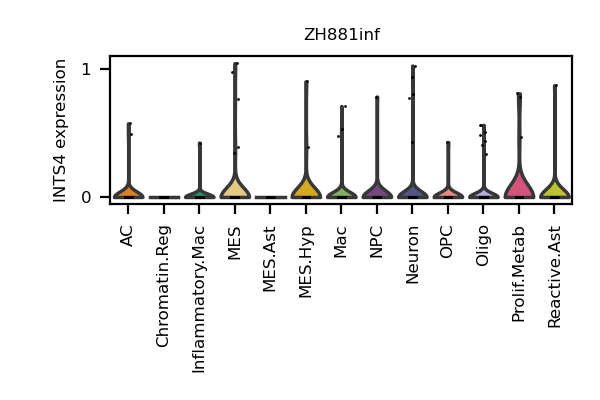 ZH881inf
INTS4 expression
1
0
AC
Chromatin.Reg
Inflammatory.Mac
MES
MES.Ast
MES.Hyp
Mac
NPC
Neuron
OPC
Oligo
Prolif.Metab
Reactive.Ast